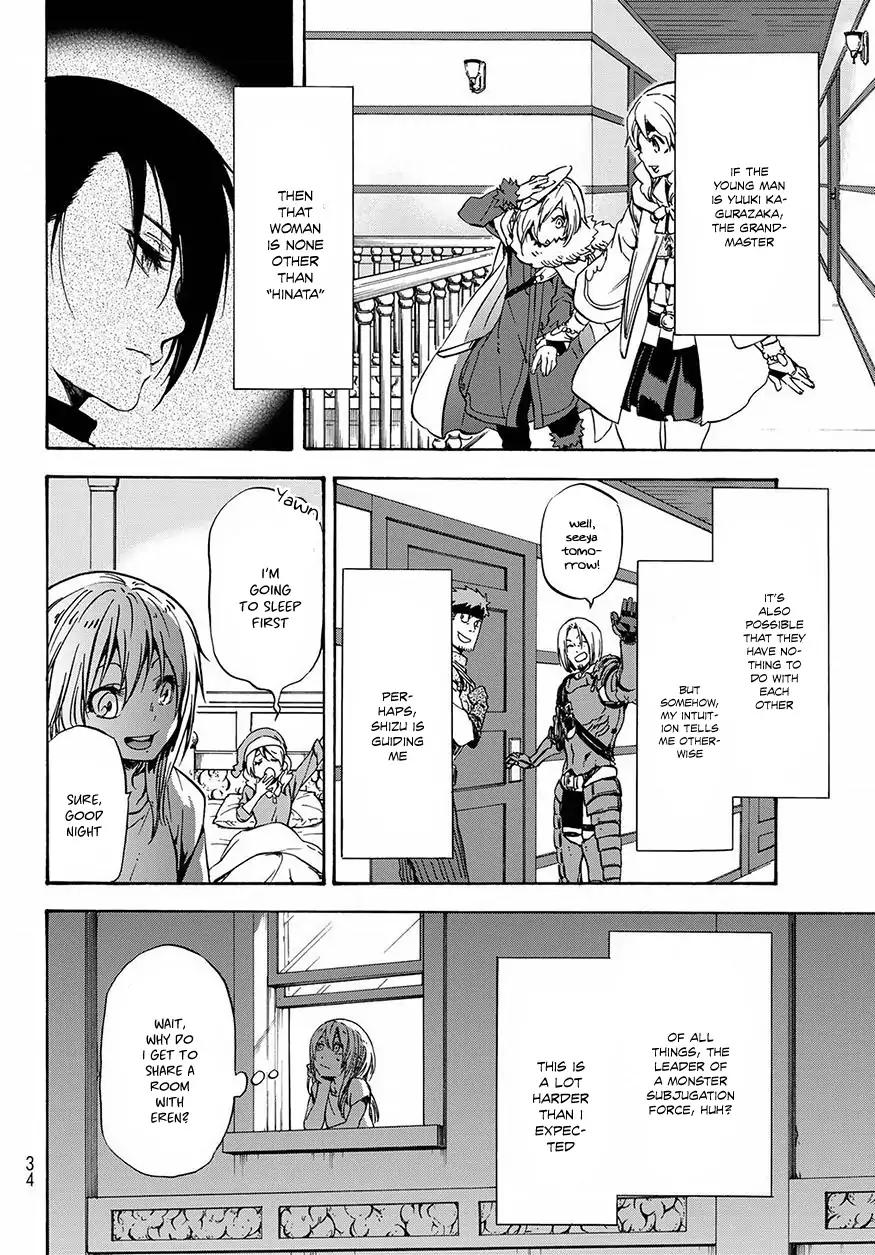 IF THE
YOUNG MAN
IS YUUKI KA-
GURAZAKA,
THE GRAND-
MASTER
THEN
THAT
WOMAN
IS NONE
OTHER
THAN
"HINATA"
IT'S
ALSO
POSSIBLE
THAT THEY
HAVE NO-
THING TO
DO WITH
EACH
OTHER
BUT
SOMEHOW,
MY INTUIT-
ION TELLS
ME OTHER-
WISE
well,
seeya
tomo-
rrow!
PER-
HAPS,
SHIZU IS
GUIDING
ME
Yawn
I'M
GOING
TO SLEEP
FIRST
SURE,
GOOD
NIGHT
OF ALL
THINGS, THE
LEADER OF
A MONSTER
SUBJUGATION
FORCE, HUH?
THIS IS
A LOT
HARDER
THAN I
EXPEC-
TED
WAIT,
WHY DO
I GET TO
SHARE A
ROOM
WITH
EREN?
34